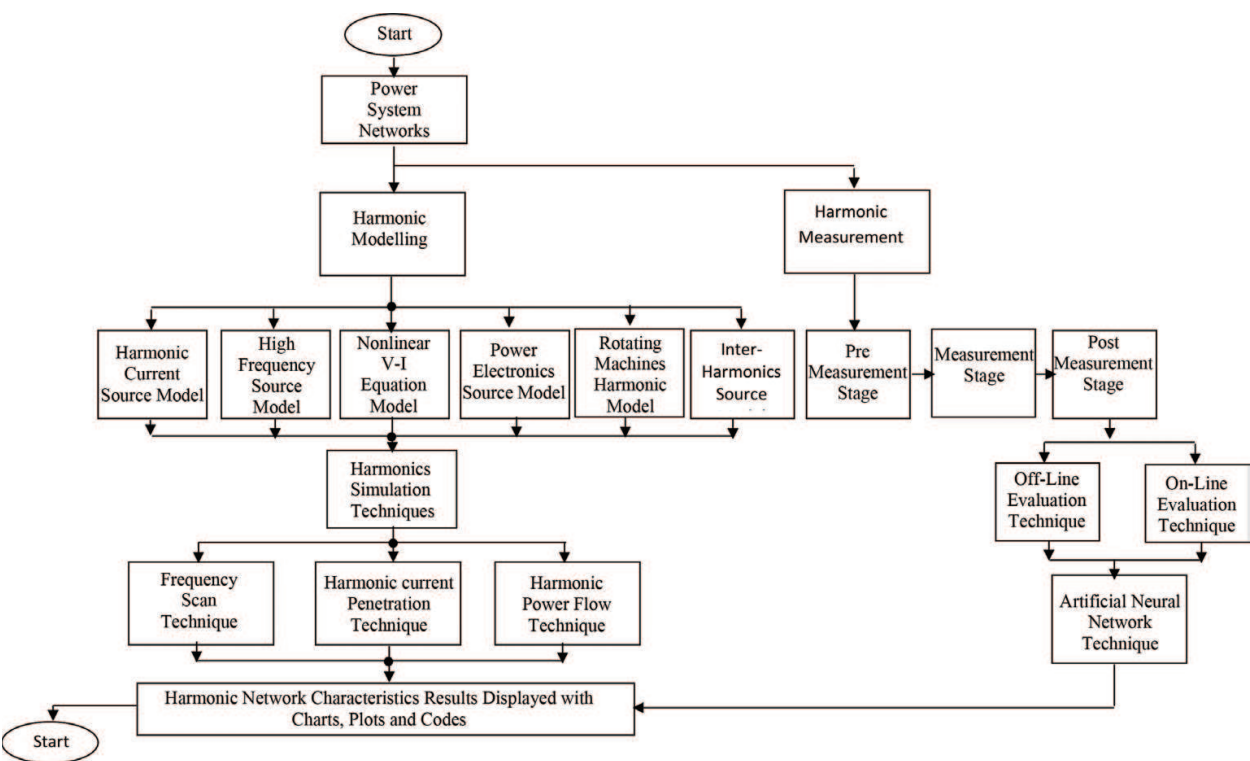 Start
Power
System
Networks
Harmonic
Modelling
Harmonic
Measurement
Harmonic
Current
Source Model
High
Frequency
Source
Model
Nonlinear
V-I
Equation
Model
Power
Electronics
Source Model
Rotating
Machines
Harmonic
Model
Inter-
Harmonics
Source
Pre
Measurement
Stage
Measurement
Stage
Post
Measurement
Stage
Harmonics
Simulation
Techniques
Off-Line
Evaluation
Technique
On-Line
Evaluation
Technique
Frequency
Scan
Technique
Harmonic current
Penetration
Technique
Harmonic
Power Flow
Technique
Artificial Neural
Network
Technique
Harmonic Network Characteristics Results Displayed with
Charts, Plots and Codes
Start